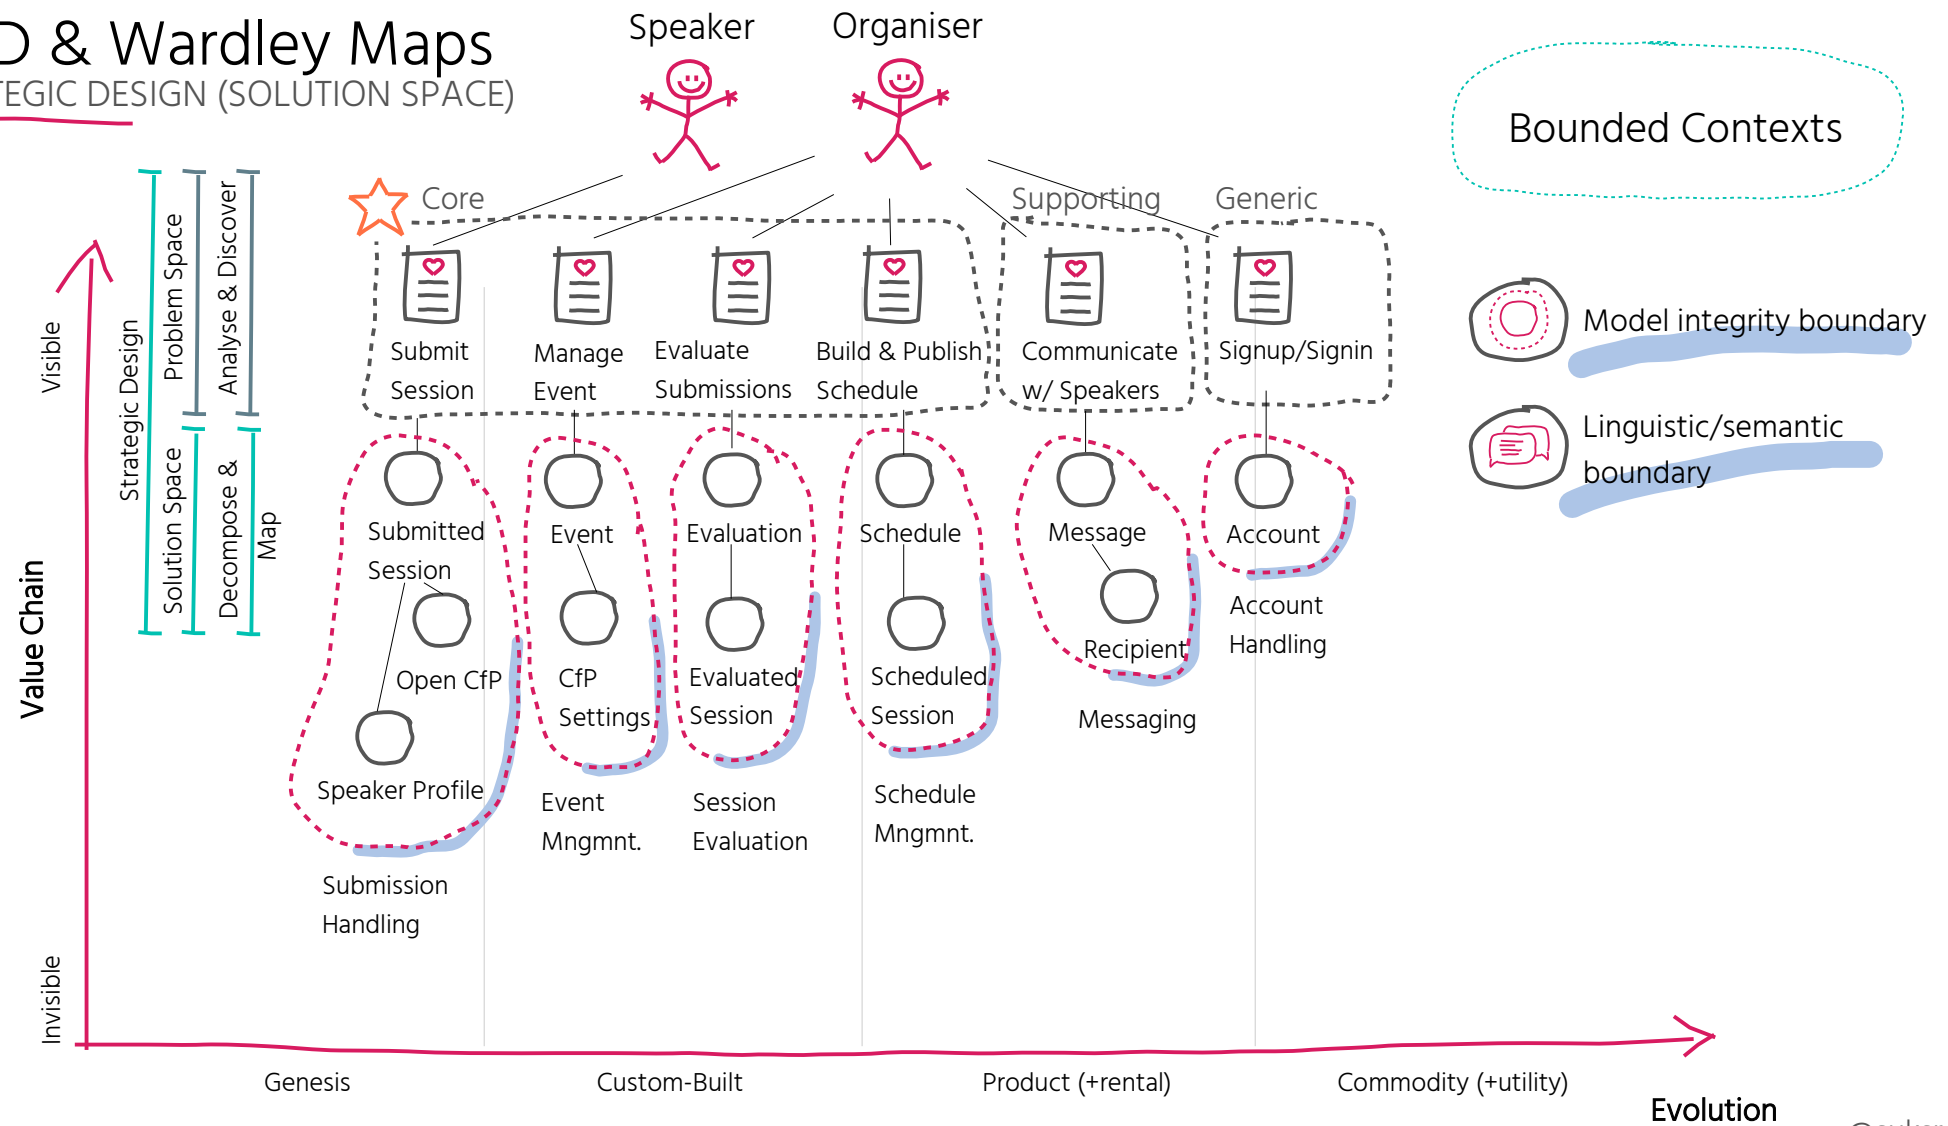 D & Wardley Maps
TEGIC DESIGN (SOLUTION SPACE)
Speaker
Organiser
Bounded Contexts
Core
Supporting
Generic
Submit
Session
Manage
Event
Evaluate
Submissions
Build & Publish
Schedule
Communicate
w/ Speakers
Signup/Signin
Model integrity boundary
Linguistic/semantic
boundary
Value Chain
Visible
Invisible
Strategic Design
Problem Space
Analyse & Discover
Solution Space
Decompose &
Map
Submitted
Session
Open CfP
Speaker Profile
Submission
Handling
Event
CfP
Settings
Event
Mngmnt.
Evaluation
Evaluated
Session
Session
Evaluation
Schedule
Scheduled
Session
Schedule
Mngmnt.
Message
Recipient
Messaging
Account
Account
Handling
Genesis
Custom-Built
Product (+rental)
Commodity (+utility)
Evolution